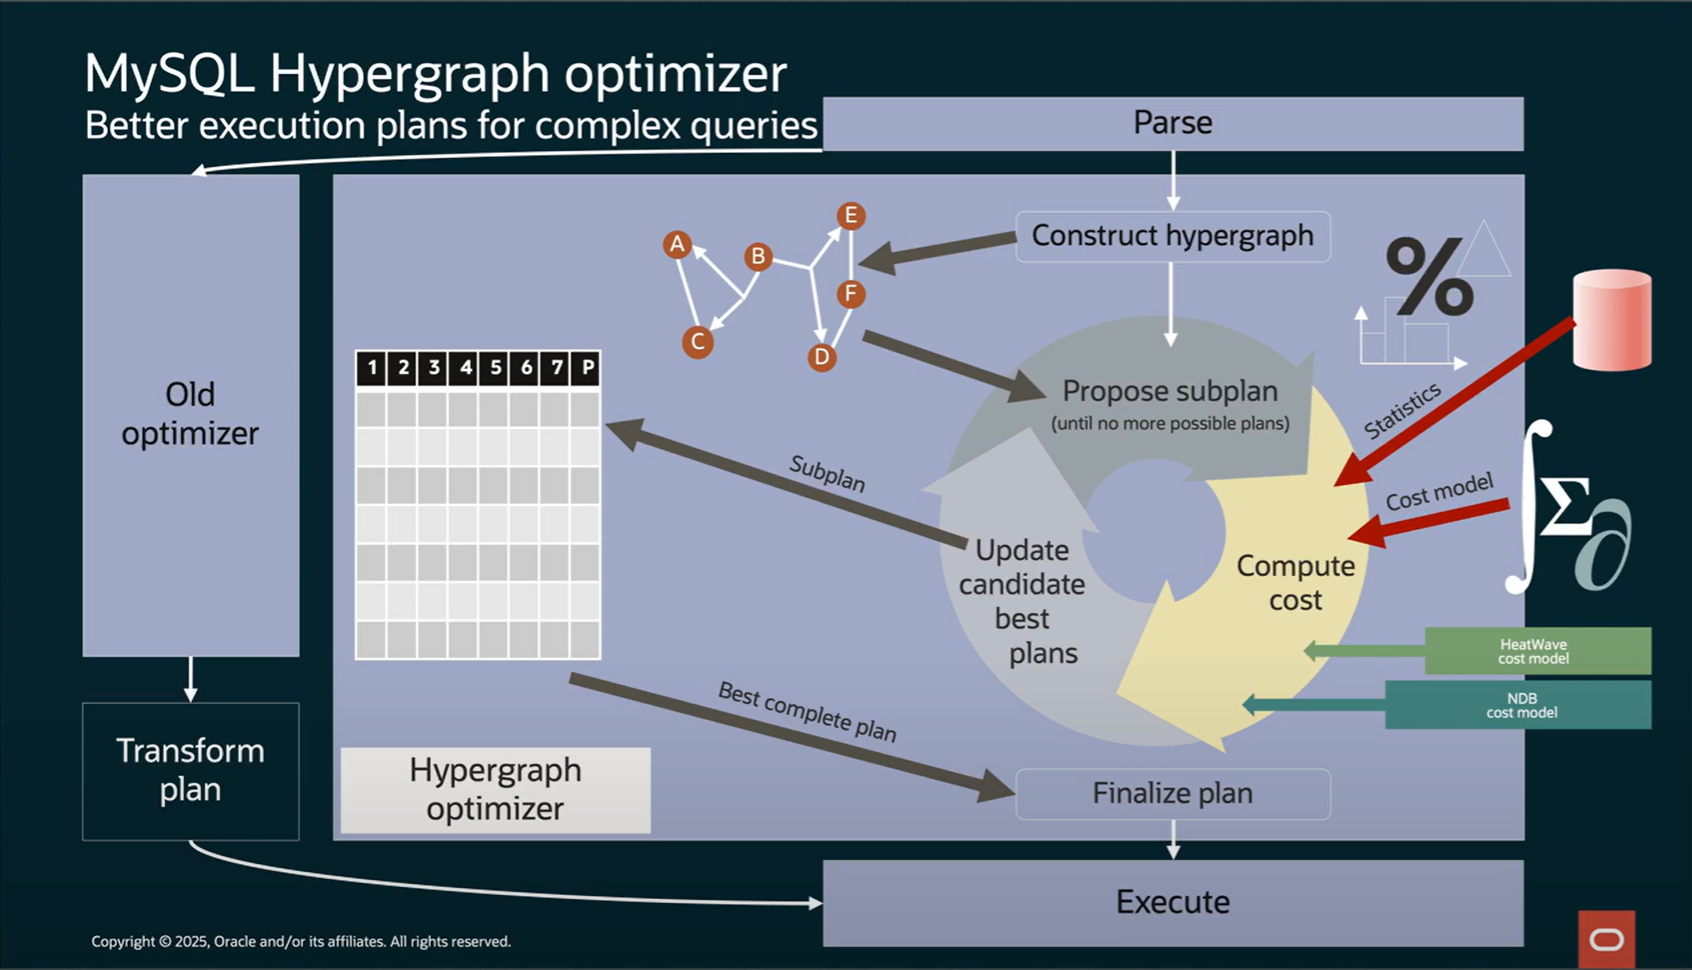 MySQL Hypergraph optimizer
Better execution plans for complex queries
Parse
Old
optimizer
Transform
plan
A
B
C
E
F
D
Construct hypergraph
%
1 2 3 4 5 6 7 P
Propose subplan
(until no more possible plans)
Subplan
Update
candidate
best
plans
Compute
cost
Statistics
Cost model
∫Σ∂
HeatWave
cost model
NDB
cost model
Best complete plan
Hypergraph
optimizer
Finalize plan
Execute
Copyright © 2025, Oracle and/or its affiliates. All rights reserved.